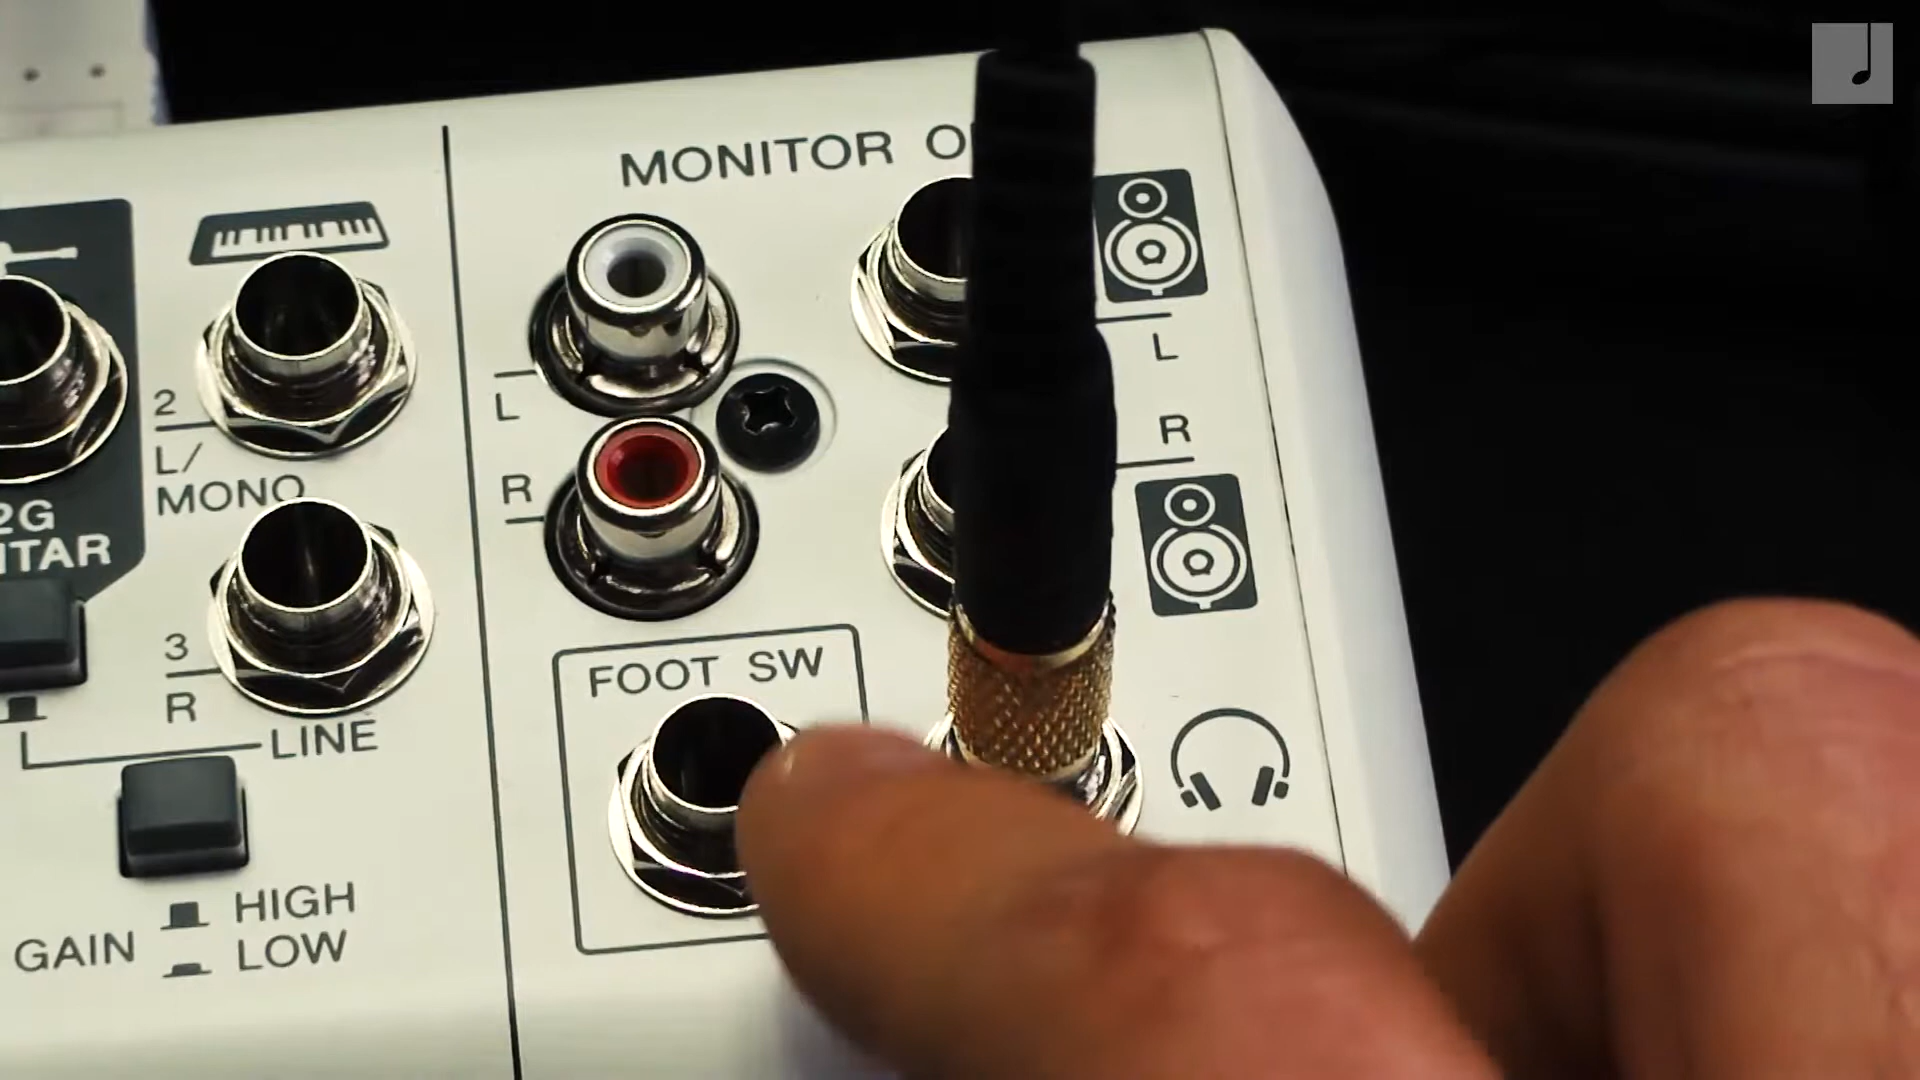 MONITOR O
L
R
L
R
2
L/
MONO
2G
ITAR
3
R
LINE
FOOT SW
GAIN
HIGH
LOW